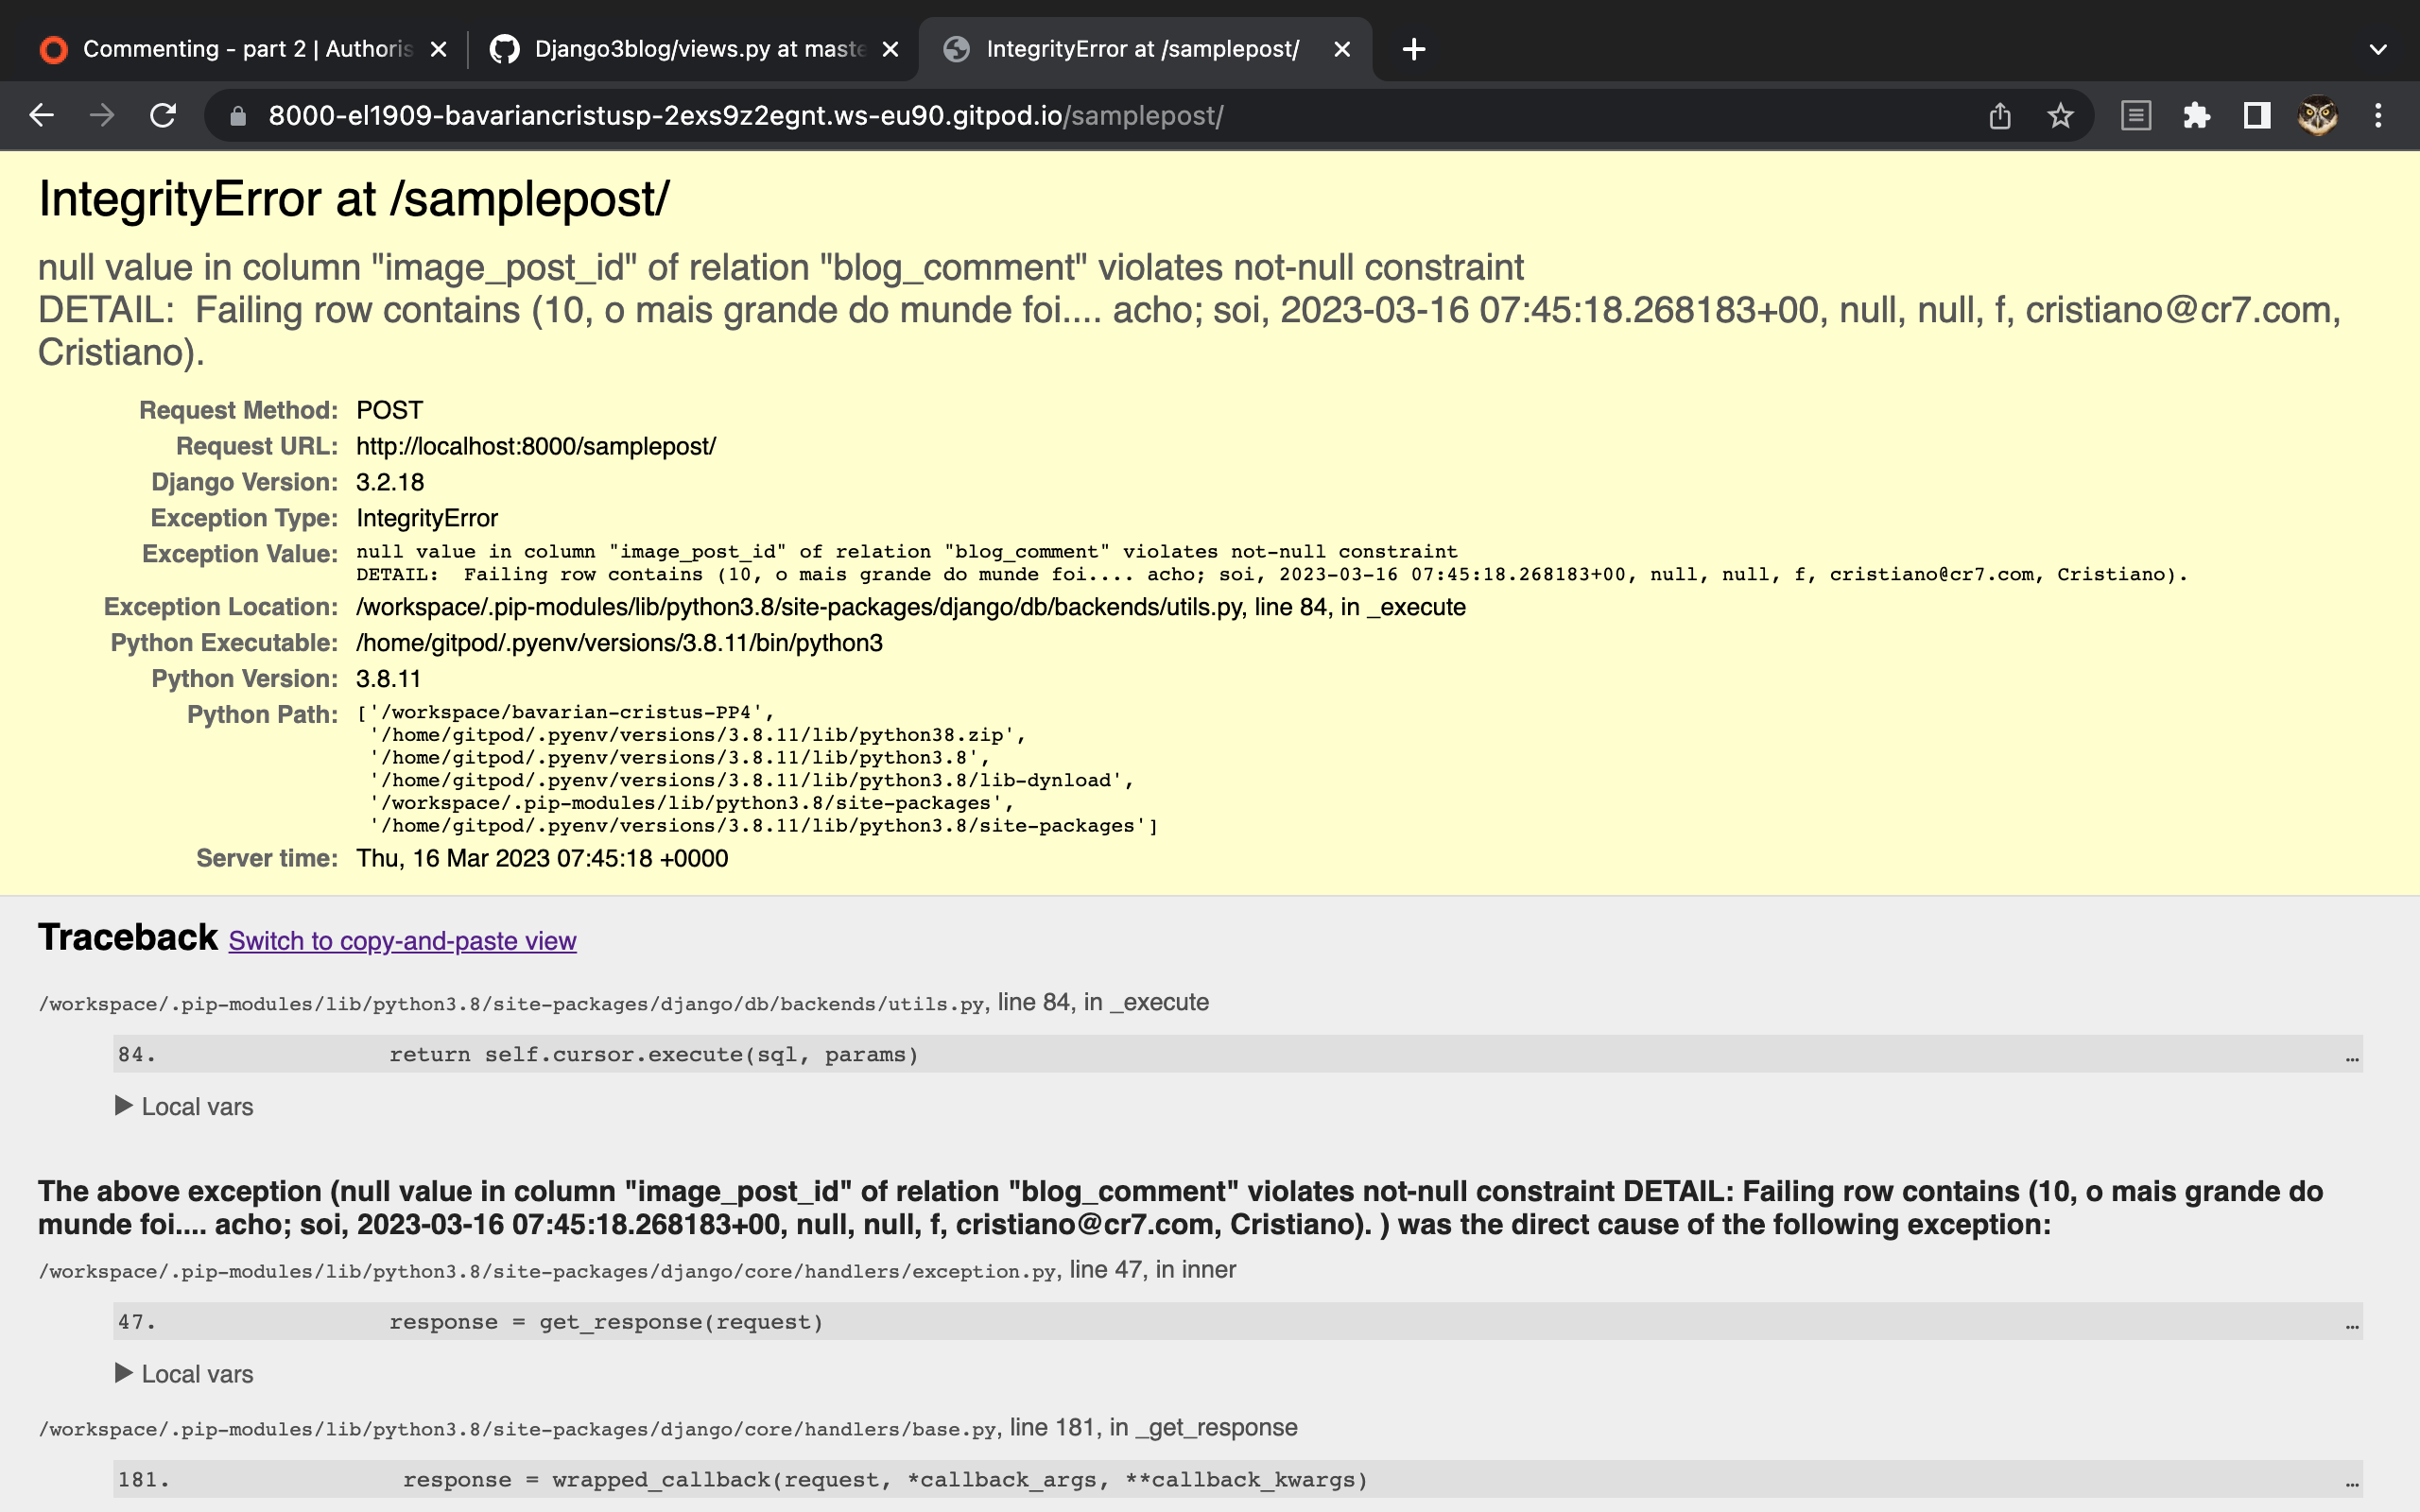 Commenting - part 2 | Authoris
Django3blog/views.py at maste
IntegrityError at /samplepost/
8000-el1909-bavariancristusp-2exs9z2egnt.ws-eu90.gitpod.io/samplepost/
IntegrityError at /samplepost/
null value in column "image_post_id" of relation "blog_comment" violates not-null constraint
DETAIL:  Failing row contains (10, o mais grande do munde foi.... acho; soi, 2023-03-16 07:45:18.268183+00, null, null, f, cristiano@cr7.com,
Cristiano).
Request Method: POST
Request URL: http://localhost:8000/samplepost/
Django Version: 3.2.18
Exception Type: IntegrityError
Exception Value: null value in column "image_post_id" of relation "blog_comment" violates not-null constraint
DETAIL:  Failing row contains (10, o mais grande do munde foi.... acho; soi, 2023-03-16 07:45:18.268183+00, null, null, f, cristiano@cr7.com, Cristiano).
Exception Location: /workspace/.pip-modules/lib/python3.8/site-packages/django/db/backends/utils.py, line 84, in _execute
Python Executable: /home/gitpod/.pyenv/versions/3.8.11/bin/python3
Python Version: 3.8.11
Python Path: ['/workspace/bavarian-cristus-PP4',
'/home/gitpod/.pyenv/versions/3.8.11/lib/python38.zip',
'/home/gitpod/.pyenv/versions/3.8.11/lib/python3.8',
'/home/gitpod/.pyenv/versions/3.8.11/lib/python3.8/lib-dynload',
'/workspace/.pip-modules/lib/python3.8/site-packages',
'/home/gitpod/.pyenv/versions/3.8.11/lib/python3.8/site-packages']
Server time: Thu, 16 Mar 2023 07:45:18 +0000
Traceback Switch to copy-and-paste view
/workspace/.pip-modules/lib/python3.8/site-packages/django/db/backends/utils.py, line 84, in _execute
84. return self.cursor.execute(sql, params) …
▶ Local vars
The above exception (null value in column "image_post_id" of relation "blog_comment" violates not-null constraint DETAIL: Failing row contains (10, o mais grande do
munde foi.... acho; soi, 2023-03-16 07:45:18.268183+00, null, null, f, cristiano@cr7.com, Cristiano). ) was the direct cause of the following exception:
/workspace/.pip-modules/lib/python3.8/site-packages/django/core/handlers/exception.py, line 47, in inner
47. response = get_response(request) …
▶ Local vars
/workspace/.pip-modules/lib/python3.8/site-packages/django/core/handlers/base.py, line 181, in _get_response
181. response = wrapped_callback(request, *callback_args, **callback_kwargs) …